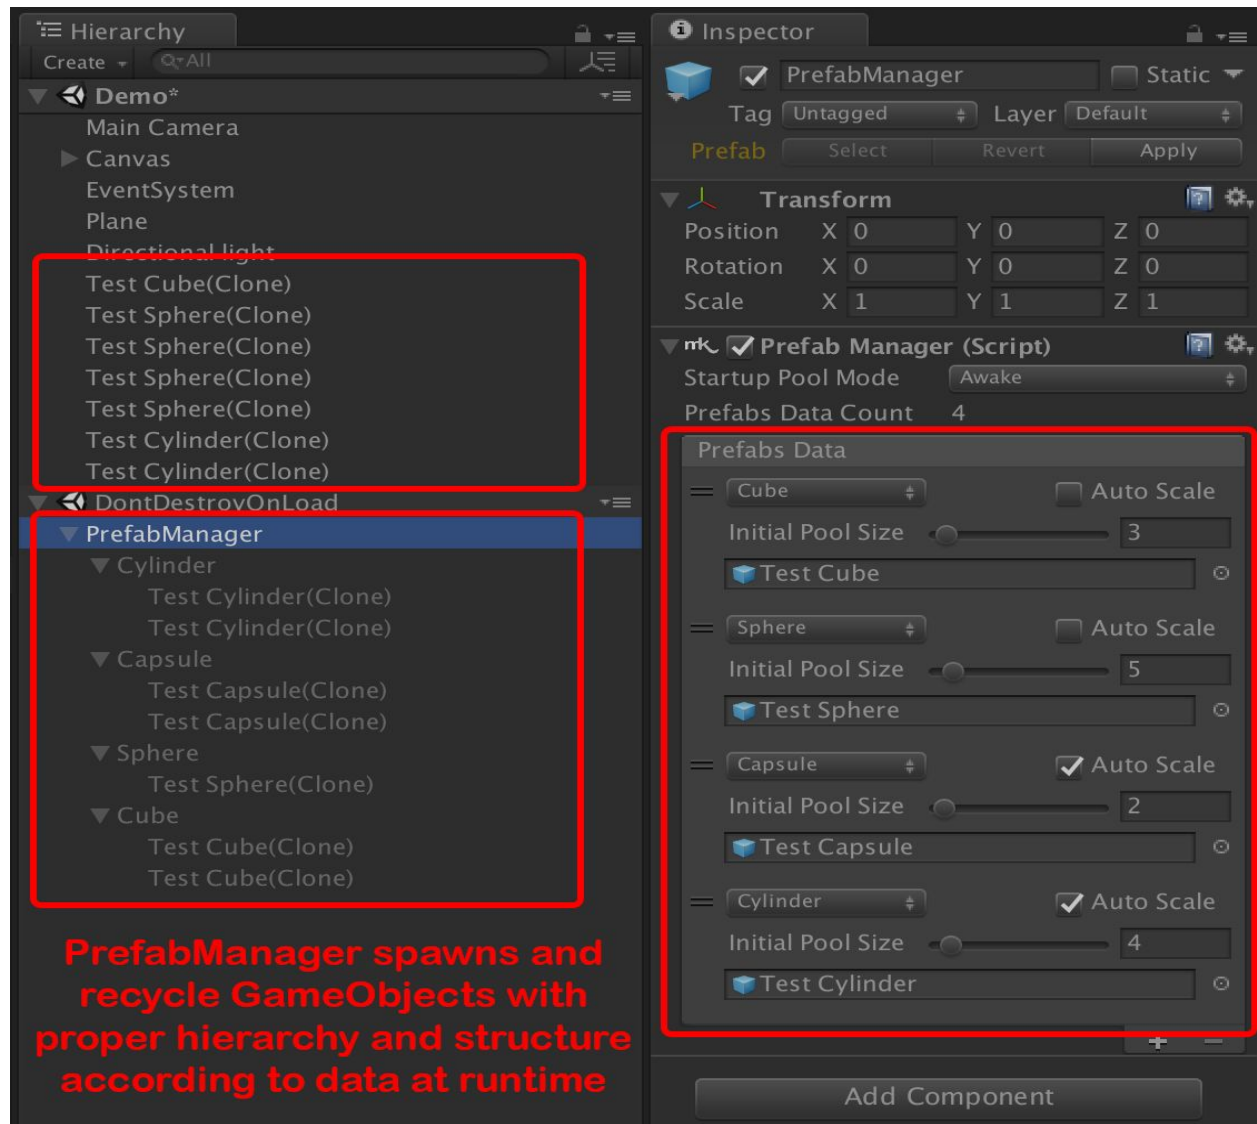 Hierarchy
Create
All
Demo*
Main Camera
Canvas
EventSystem
Plane
Directional light
Test Cube(Clone)
Test Sphere(Clone)
Test Sphere(Clone)
Test Sphere(Clone)
Test Sphere(Clone)
Test Cylinder(Clone)
Test Cylinder(Clone)
DontDestroyOnLoad
PrefabManager
Cylinder
Test Cylinder(Clone)
Test Cylinder(Clone)
Capsule
Test Capsule(Clone)
Test Capsule(Clone)
Sphere
Test Sphere(Clone)
Cube
Test Cube(Clone)
Test Cube(Clone)
PrefabManager spawns and
recycle GameObjects with
proper hierarchy and structure
according to data at runtime
Inspector
PrefabManager Static
Tag Untagged Layer Default
Prefab Select Revert Apply
Transform
Position X 0 Y 0 Z 0
Rotation X 0 Y 0 Z 0
Scale X 1 Y 1 Z 1
mk Prefab Manager (Script)
Startup Pool Mode Awake
Prefabs Data Count 4
Prefabs Data
Cube Auto Scale
Initial Pool Size 3
Test Cube
Sphere Auto Scale
Initial Pool Size 5
Test Sphere
Capsule Auto Scale
Initial Pool Size 2
Test Capsule
Cylinder Auto Scale
Initial Pool Size 4
Test Cylinder
+ −
Add Component